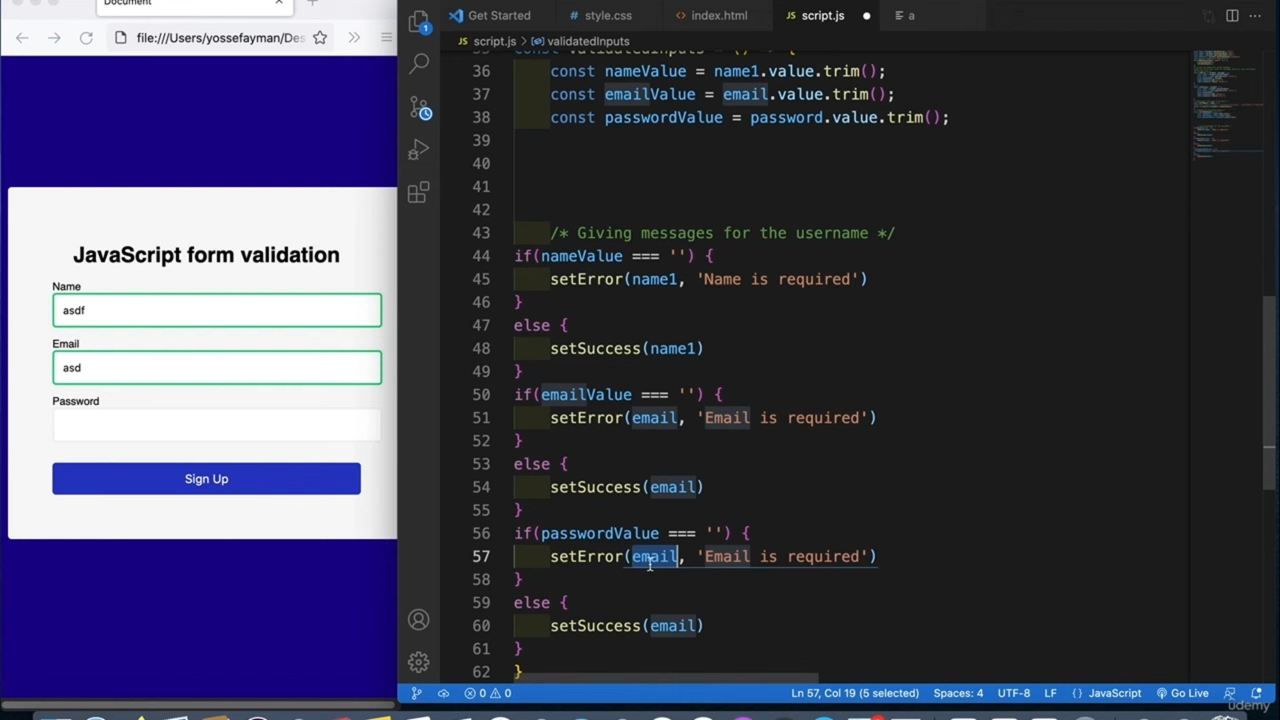 Document
file:///Users/yossefayman/Des
JavaScript form validation
Name
asdf
Email
asd
Password
Sign Up
1
Get Started
style.css
index.html
script.js
a
script.js > validatedInputs
36 const nameValue = name1.value.trim();
37 const emailValue = email.value.trim();
38 const passwordValue = password.value.trim();
39
40
41
42
43 /* Giving messages for the username */
44 if(nameValue === '') {
45 setError(name1, 'Name is required')
46 }
47 else {
48 setSuccess(name1)
49 }
50 if(emailValue === '') {
51 setError(email, 'Email is required')
52 }
53 else {
54 setSuccess(email)
55 }
56 if(passwordValue === '') {
57 setError(email, 'Email is required')
58 }
59 else {
60 setSuccess(email)
61 }
62 }
0 0 Ln 57, Col 19 (5 selected) Spaces: 4 UTF-8 LF {} JavaScript Go Live
udemy